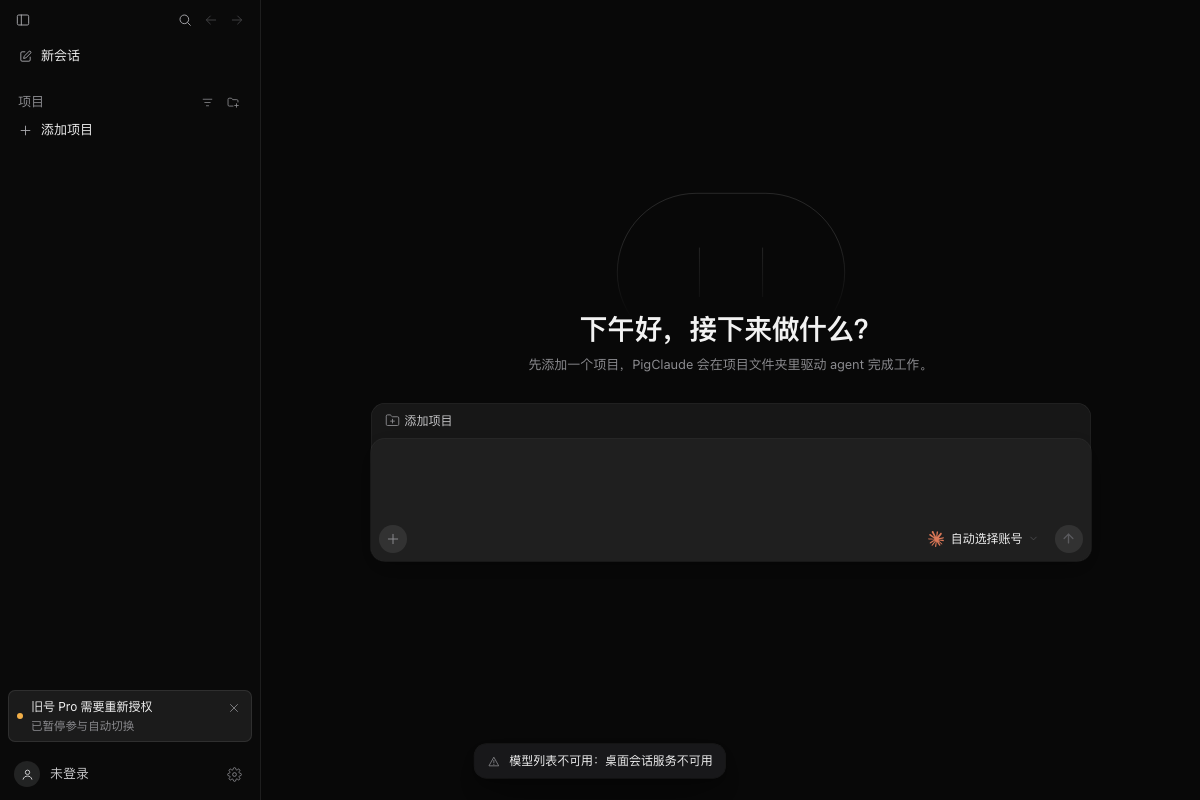 新会话
项目
添加项目
下午好，接下来做什么?
先添加一个项目，PigClaude 会在项目文件夹里驱动 agent 完成工作。
添加项目
自动选择账号
旧号 Pro 需要重新授权
已暂停参与自动切换
未登录
模型列表不可用：桌面会话服务不可用